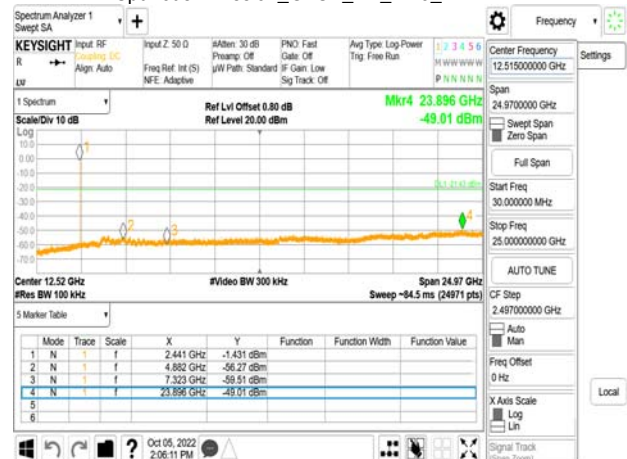 Spectrum Analyzer 1
Swept SA
Frequency
KEYSIGHT
R
Input: RF
Coupling: DC
Align: Auto
Input Z: 50 Ω
Freq Ref: Int (S)
NFE: Adaptive
#Atten: 30 dB
Preamp: Off
µW Path: Standard
PNO: Fast
Gate: Off
IF Gain: Low
Sig Track: Off
Avg Type: Log-Power
Trig: Free Run
1 2 3 4 5 6
M W W W W W
P N N N N N
Center Frequency
12.515000000 GHz
Settings
Span
24.9700000 GHz
Swept Span
Zero Span
Full Span
Start Freq
30.000000 MHz
Stop Freq
25.000000000 GHz
AUTO TUNE
CF Step
2.497000000 GHz
Auto
Man
Freq Offset
0 Hz
X Axis Scale
Log
Lin
Local
Signal Track
1 Spectrum
Scale/Div 10 dB
Ref Lvl Offset 0.80 dB
Ref Level 20.00 dBm
Mkr4 23.896 GHz
-49.01 dBm
Log
10.0
0.00
-10.0
-20.0
-30.0
-40.0
-50.0
-60.0
-70.0
1
2
3
4
Center 12.52 GHz
#Res BW 100 kHz
#Video BW 300 kHz
Span 24.97 GHz
Sweep ~84.5 ms (24971 pts)
5 Marker Table
Mode Trace Scale X Y Function Function Width Function Value
1 N 1 f 2.441 GHz -1.431 dBm
2 N 1 f 4.882 GHz -56.27 dBm
3 N 1 f 7.323 GHz -59.51 dBm
4 N 1 f 23.896 GHz -49.01 dBm
5
6
?
Oct 05, 2022
2:06:11 PM